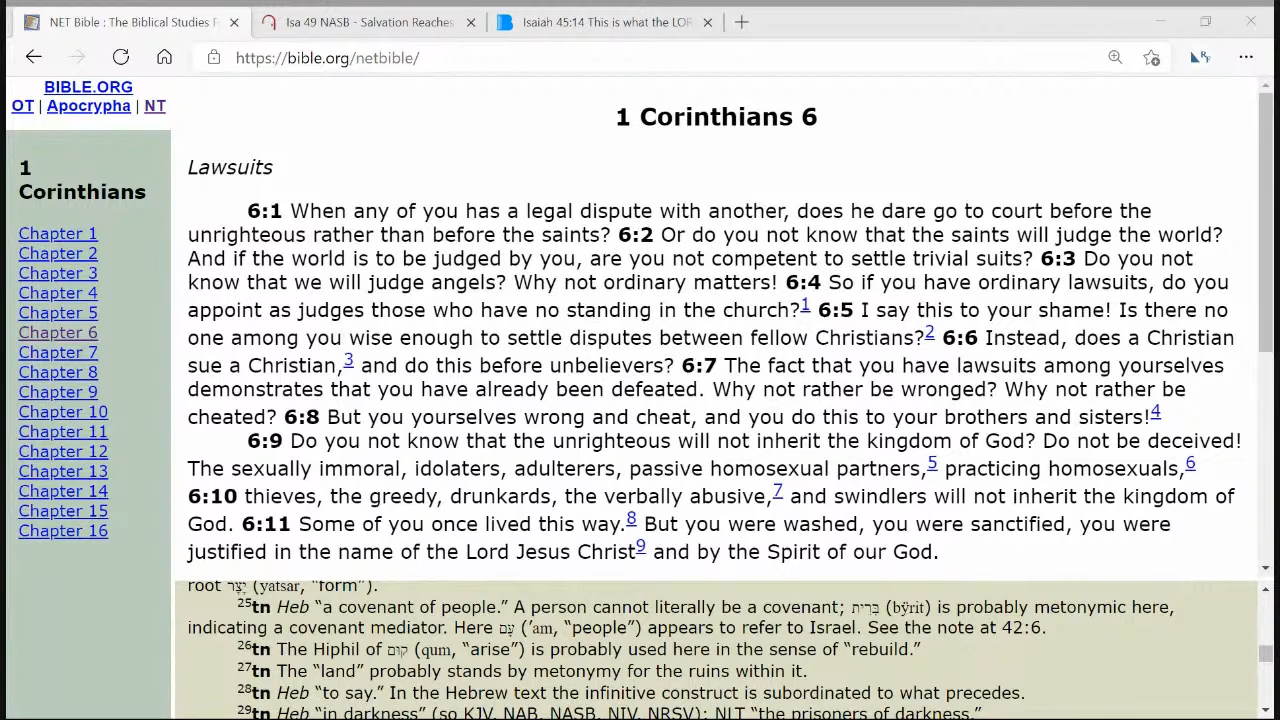 NET Bible : The Biblical Studies F
Isa 49 NASB - Salvation Reaches
Isaiah 45:14 This is what the LOR
https://bible.org/netbible/
BIBLE.ORG
OT | Apocrypha | NT
1
Corinthians
Chapter 1
Chapter 2
Chapter 3
Chapter 4
Chapter 5
Chapter 6
Chapter 7
Chapter 8
Chapter 9
Chapter 10
Chapter 11
Chapter 12
Chapter 13
Chapter 14
Chapter 15
Chapter 16
1 Corinthians 6
Lawsuits
6:1 When any of you has a legal dispute with another, does he dare go to court before the
unrighteous rather than before the saints? 6:2 Or do you not know that the saints will judge the world?
And if the world is to be judged by you, are you not competent to settle trivial suits? 6:3 Do you not
know that we will judge angels? Why not ordinary matters! 6:4 So if you have ordinary lawsuits, do you
appoint as judges those who have no standing in the church?1 6:5 I say this to your shame! Is there no
one among you wise enough to settle disputes between fellow Christians?2 6:6 Instead, does a Christian
sue a Christian,3 and do this before unbelievers? 6:7 The fact that you have lawsuits among yourselves
demonstrates that you have already been defeated. Why not rather be wronged? Why not rather be
cheated? 6:8 But you yourselves wrong and cheat, and you do this to your brothers and sisters!4
6:9 Do you not know that the unrighteous will not inherit the kingdom of God? Do not be deceived!
The sexually immoral, idolaters, adulterers, passive homosexual partners,5 practicing homosexuals,6
6:10 thieves, the greedy, drunkards, the verbally abusive,7 and swindlers will not inherit the kingdom of
God. 6:11 Some of you once lived this way.8 But you were washed, you were sanctified, you were
justified in the name of the Lord Jesus Christ9 and by the Spirit of our God.
root יָצַר (yatsar, “form”).
25tn Heb “a covenant of people.” A person cannot literally be a covenant; בְּרִית (bÿrit) is probably metonymic here,
indicating a covenant mediator. Here עָם (’am, “people”) appears to refer to Israel. See the note at 42:6.
26tn The Hiphil of קוּם (qum, “arise”) is probably used here in the sense of “rebuild.”
27tn The “land” probably stands by metonymy for the ruins within it.
28tn Heb “to say.” In the Hebrew text the infinitive construct is subordinated to what precedes.
29tn Heb “in darkness” (so KJV, NAB, NASB, NIV, NRSV); NLT “the prisoners of darkness.”